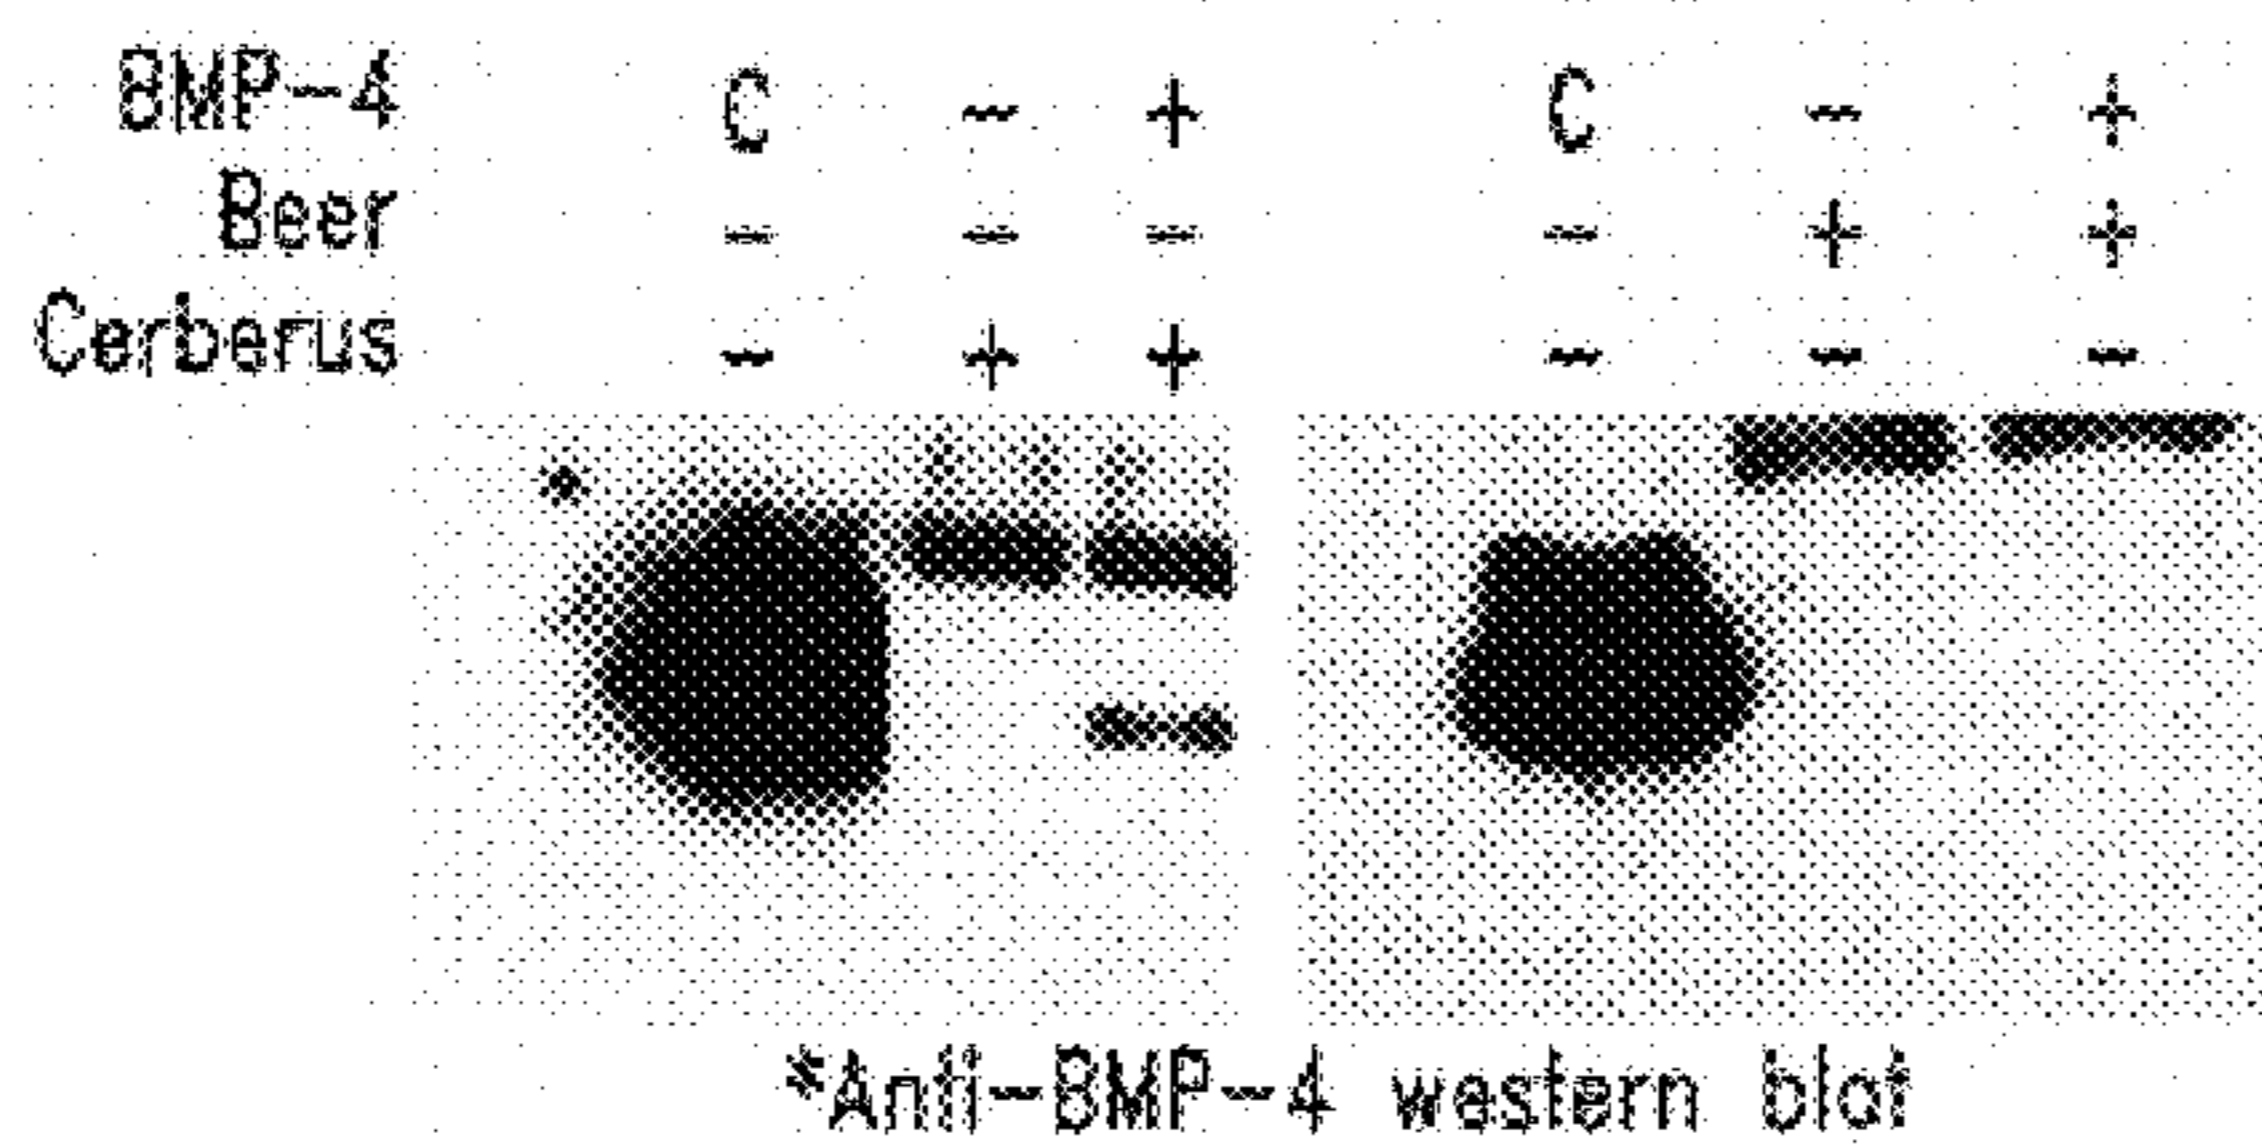 BMP-4 C - + C - +
Beer - - - - + +
Cerberus - + + - - -
*Anti-BMP-4 western blot